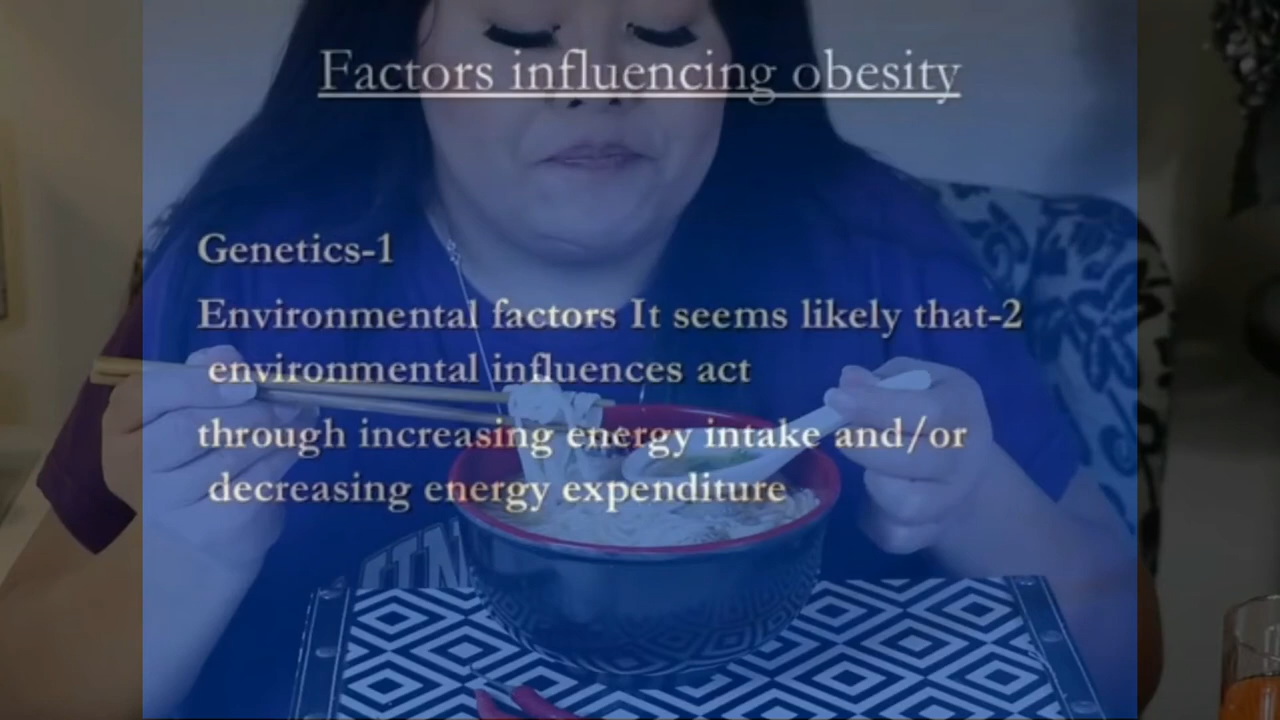 Factors influencing obesity
Genetics-1
Environmental factors It seems likely that-2
environmental influences act
through increasing energy intake and/or
decreasing energy expenditure